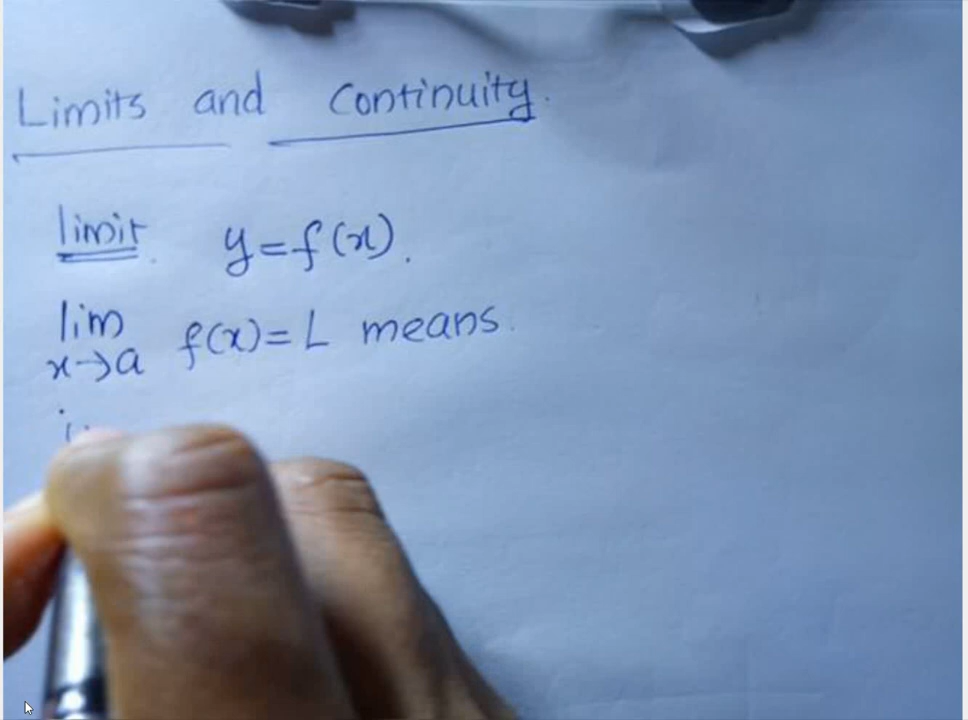 Limits and Continuity.
limit. y=f(x).
lim f(x)=L means.
x→a